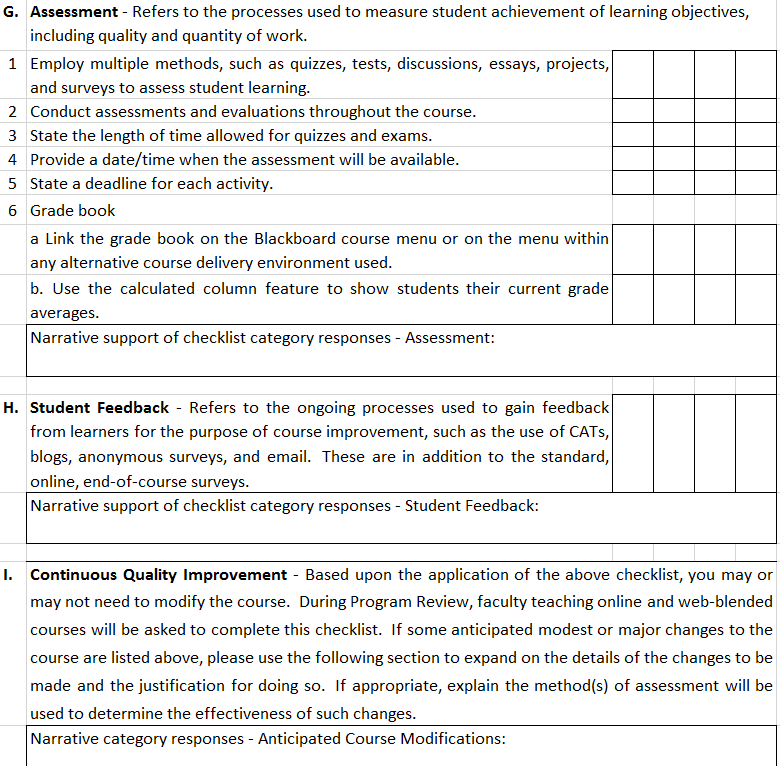 G. Assessment - Refers to the processes used to measure student achievement of learning objectives,
including quality and quantity of work.
1 Employ multiple methods, such as quizzes, tests, discussions, essays, projects,
and surveys to assess student learning.
2 Conduct assessments and evaluations throughout the course.
3 State the length of time allowed for quizzes and exams.
4 Provide a date/time when the assessment will be available.
5 State a deadline for each activity.
6 Grade book
a Link the grade book on the Blackboard course menu or on the menu within
any alternative course delivery environment used.
b. Use the calculated column feature to show students their current grade
averages.
Narrative support of checklist category responses - Assessment:
H. Student Feedback - Refers to the ongoing processes used to gain feedback
from learners for the purpose of course improvement, such as the use of CATs,
blogs, anonymous surveys, and email. These are in addition to the standard,
online, end-of-course surveys.
Narrative support of checklist category responses - Student Feedback:
I. Continuous Quality Improvement - Based upon the application of the above checklist, you may or
may not need to modify the course. During Program Review, faculty teaching online and web-blended
courses will be asked to complete this checklist. If some anticipated modest or major changes to the
course are listed above, please use the following section to expand on the details of the changes to be
made and the justification for doing so. If appropriate, explain the method(s) of assessment will be
used to determine the effectiveness of such changes.
Narrative category responses - Anticipated Course Modifications: